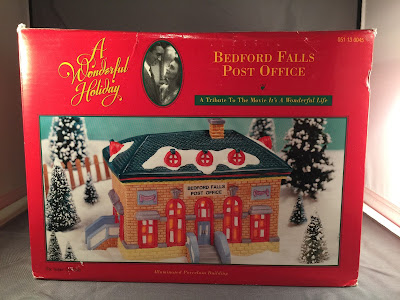 A
Wonderful
Holiday
BEDFORD FALLS
POST OFFICE
A Tribute To The Movie It's A Wonderful Life
BEDFORD FALLS
POST OFFICE
Illuminated Porcelain Building